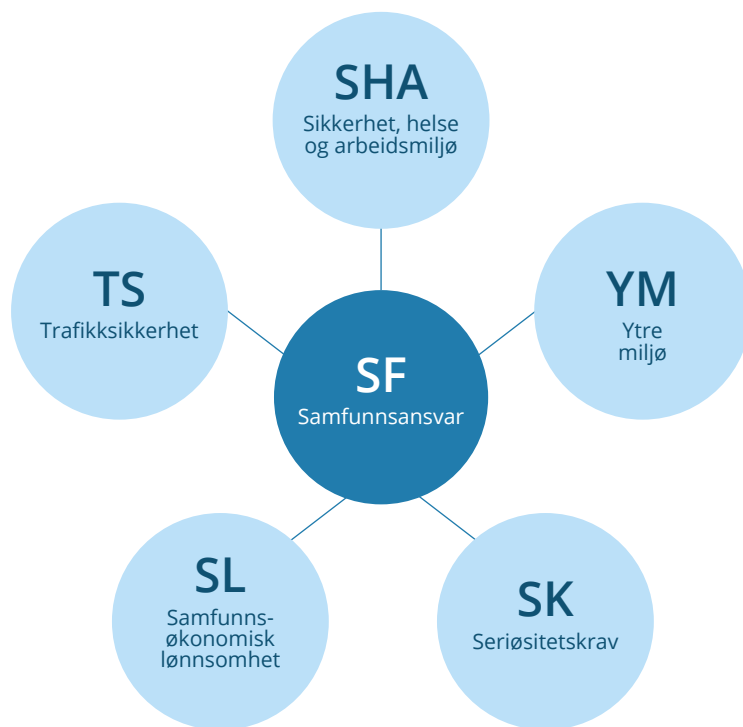 SHA
Sikkerhet, helse
og arbeidsmiljø
TS
Trafikksikkerhet
YM
Ytre
miljø
SF
Samfunnsansvar
SL
Samfunns-
økonomisk
lønnsomhet
SK
Seriøsitetskrav